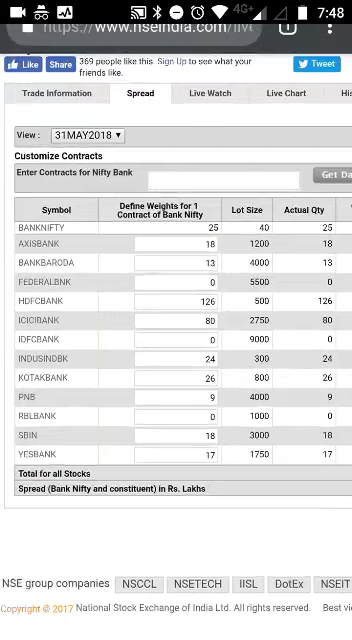 4G+ 7:48
https://www.nseindia.com/live
Like Share 369 people like this. Sign Up to see what your
friends like.
Tweet
Trade Information Spread Live Watch Live Chart His
View : 31MAY2018
Customize Contracts
Enter Contracts for Nifty Bank Get Da
Symbol Define Weights for 1 Contract of Bank Nifty Lot Size Actual Qty
BANKNIFTY 25 40 25
AXISBANK 18 1200 18
BANKBARODA 13 4000 13
FEDERALBNK 0 5500 0
HDFCBANK 126 500 126
ICICIBANK 80 2750 80
IDFCBANK 0 9000 0
INDUSINDBK 24 300 24
KOTAKBANK 26 800 26
PNB 9 4000 9
RBLBANK 0 1000 0
SBIN 18 3000 18
YESBANK 17 1750 17
Total for all Stocks
Spread (Bank Nifty and constituent) in Rs. Lakhs
NSE group companies NSCCL NSETECH IISL DotEx NSEIT
Copyright © 2017 National Stock Exchange of India Ltd. All rights reserved. Best vi